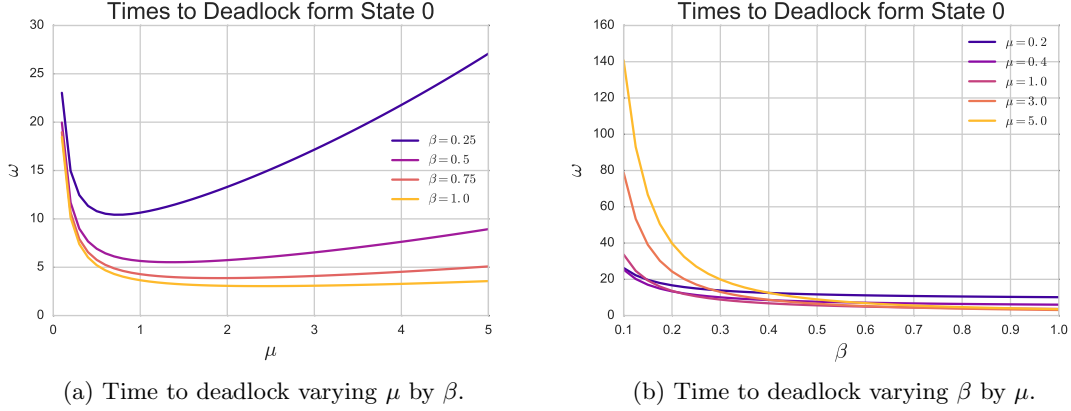 Times to Deadlock form State 0
30
25
20
15
10
5
0
ω
0
1
2
3
4
5
μ
β = 0.25
β = 0.5
β = 0.75
β = 1.0
(a) Time to deadlock varying μ by β.
Times to Deadlock form State 0
160
140
120
100
80
60
40
20
0
ω
0.1
0.2
0.3
0.4
0.5
0.6
0.7
0.8
0.9
1.0
β
μ = 0.2
μ = 0.4
μ = 1.0
μ = 3.0
μ = 5.0
(b) Time to deadlock varying β by μ.